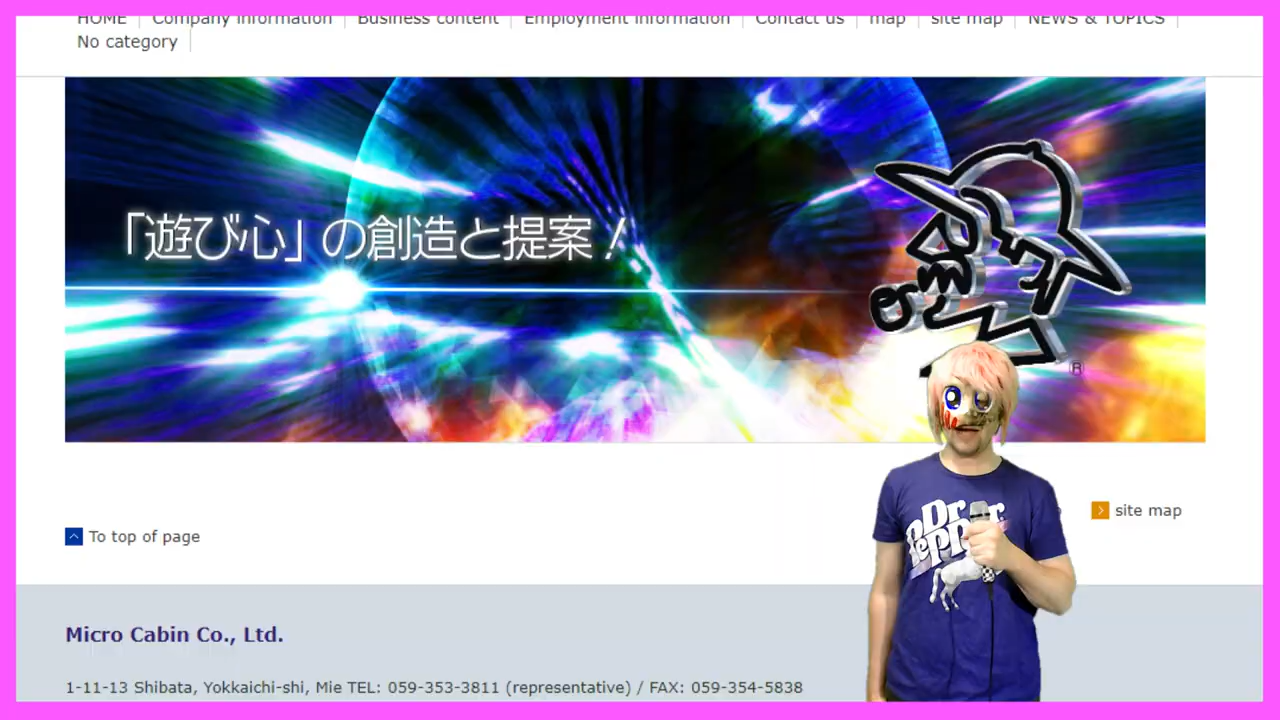 HOME Company information Business content Employment information Contact us map site map NEWS & TOPICS
No category
「遊び心」の創造と提案！
®
Dr
Pepper
site map
To top of page
Micro Cabin Co., Ltd.
1-11-13 Shibata, Yokkaichi-shi, Mie TEL: 059-353-3811 (representative) / FAX: 059-354-5838